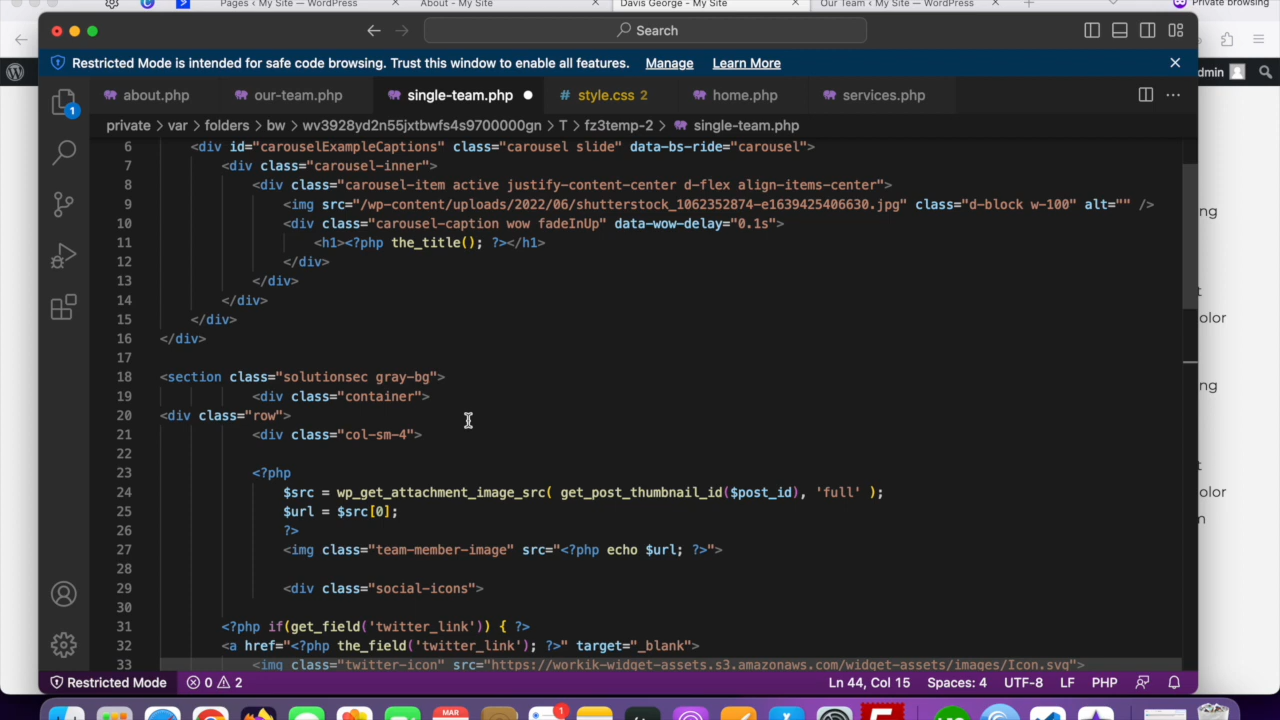 Pages ‹ My Site — WordPress
About - My Site
Davis George - My Site
Our Team ‹ My Site — WordPress
Private browsing
Search
Restricted Mode is intended for safe code browsing. Trust this window to enable all features. Manage Learn More
dmin
about.php
our-team.php
single-team.php
style.css 2
home.php
services.php
private > var > folders > bw > wv3928yd2n55jxtbwfs4s9700000gn > T > fz3temp-2 > single-team.php
6 <div id="carouselExampleCaptions" class="carousel slide" data-bs-ride="carousel">
7 <div class="carousel-inner">
8 <div class="carousel-item active justify-content-center d-flex align-items-center">
9 <img src="/wp-content/uploads/2022/06/shutterstock_1062352874-e1639425406630.jpg" class="d-block w-100" alt="" />
10 <div class="carousel-caption wow fadeInUp" data-wow-delay="0.1s">
11 <h1><?php the_title(); ?></h1>
12 </div>
13 </div>
14 </div>
15 </div>
16 </div>
17
18 <section class="solutionsec gray-bg">
19 <div class="container">
20 <div class="row">
21 <div class="col-sm-4">
22
23 <?php
24 $src = wp_get_attachment_image_src( get_post_thumbnail_id($post_id), 'full' );
25 $url = $src[0];
26 ?>
27 <img class="team-member-image" src="<?php echo $url; ?>">
28
29 <div class="social-icons">
30
31 <?php if(get_field('twitter_link')) { ?>
32 <a href="<?php the_field('twitter_link'); ?>" target="_blank">
33 <img class="twitter-icon" src="https://workik-widget-assets.s3.amazonaws.com/widget-assets/images/Icon.svg">
1
ng
t
olor
ng
t
olor
n
Restricted Mode
0
2
Ln 44, Col 15
Spaces: 4
UTF-8
LF
PHP
MAR
1